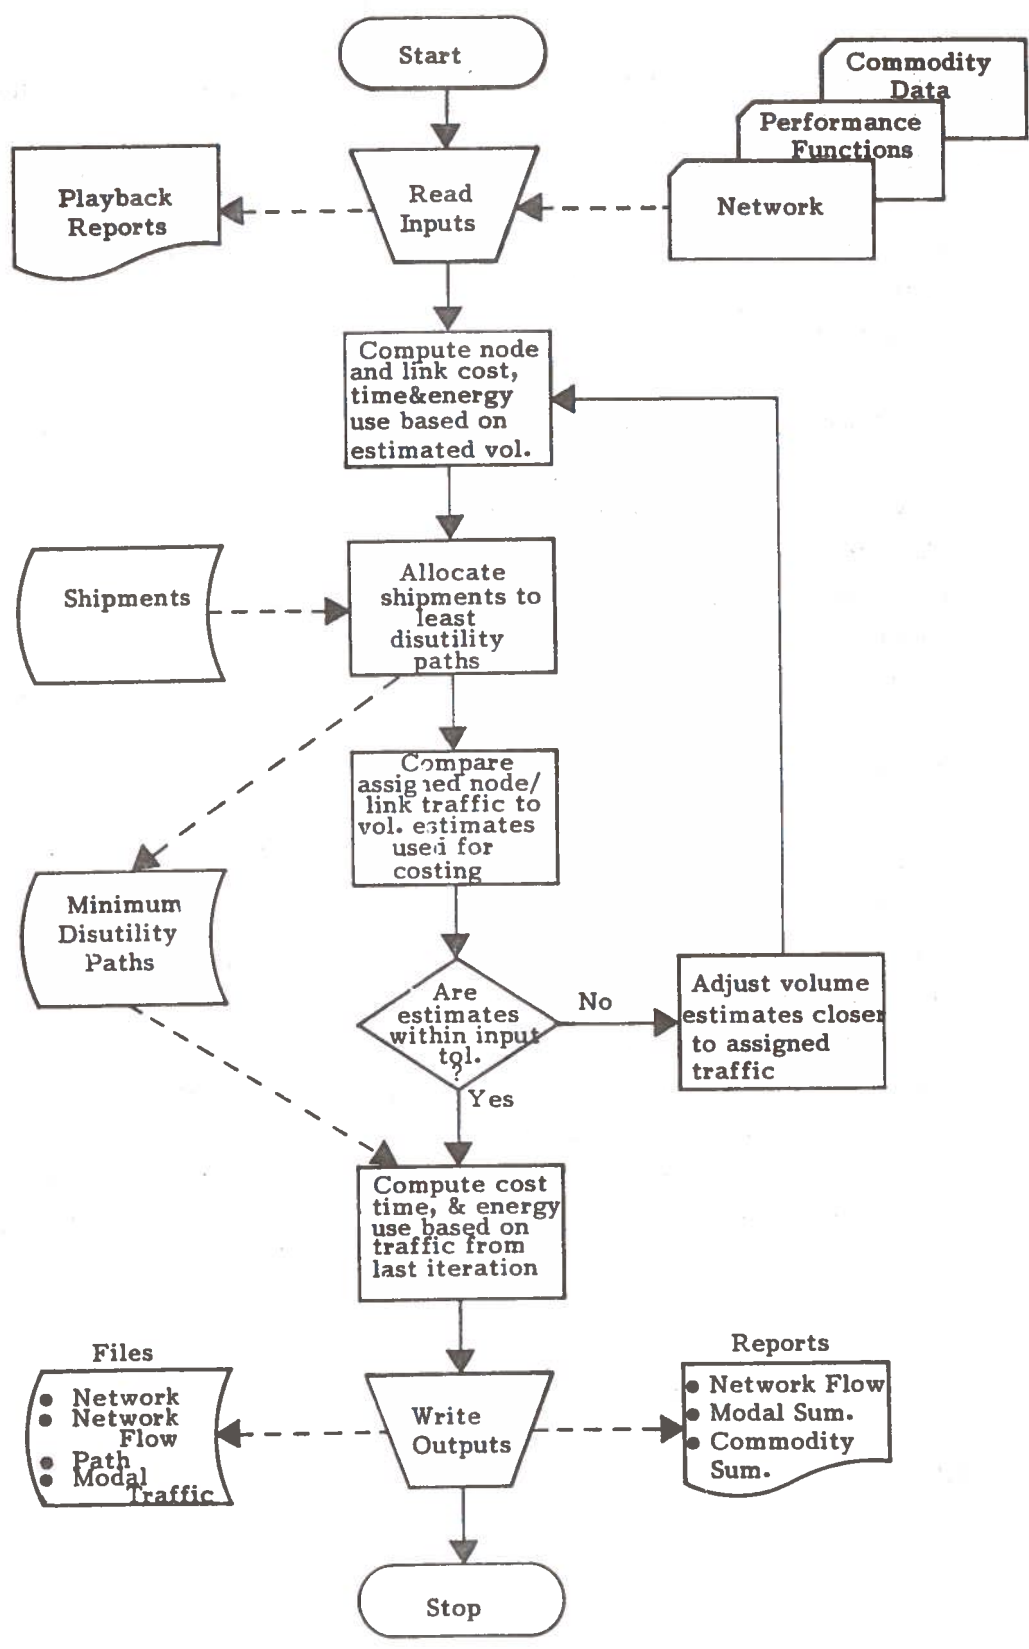 Start
Commodity
Data
Performance
Functions
Network
Read
Inputs
Playback
Reports
Compute node
and link cost,
time&energy
use based on
estimated vol.
Shipments
Allocate
shipments to
least
disutility
paths
Compare
assigned node/
link traffic to
vol. estimates
used for
costing
Minimum
Disutility
Paths
Are
estimates
within input
tol.
?
No
Adjust volume
estimates closer
to assigned
traffic
Yes
Compute cost
time, & energy
use based on
traffic from
last iteration
Files
● Network
● Network
Flow
● Path
● Modal
Traffic
Write
Outputs
Reports
● Network Flow
● Modal Sum.
● Commodity
Sum.
Stop